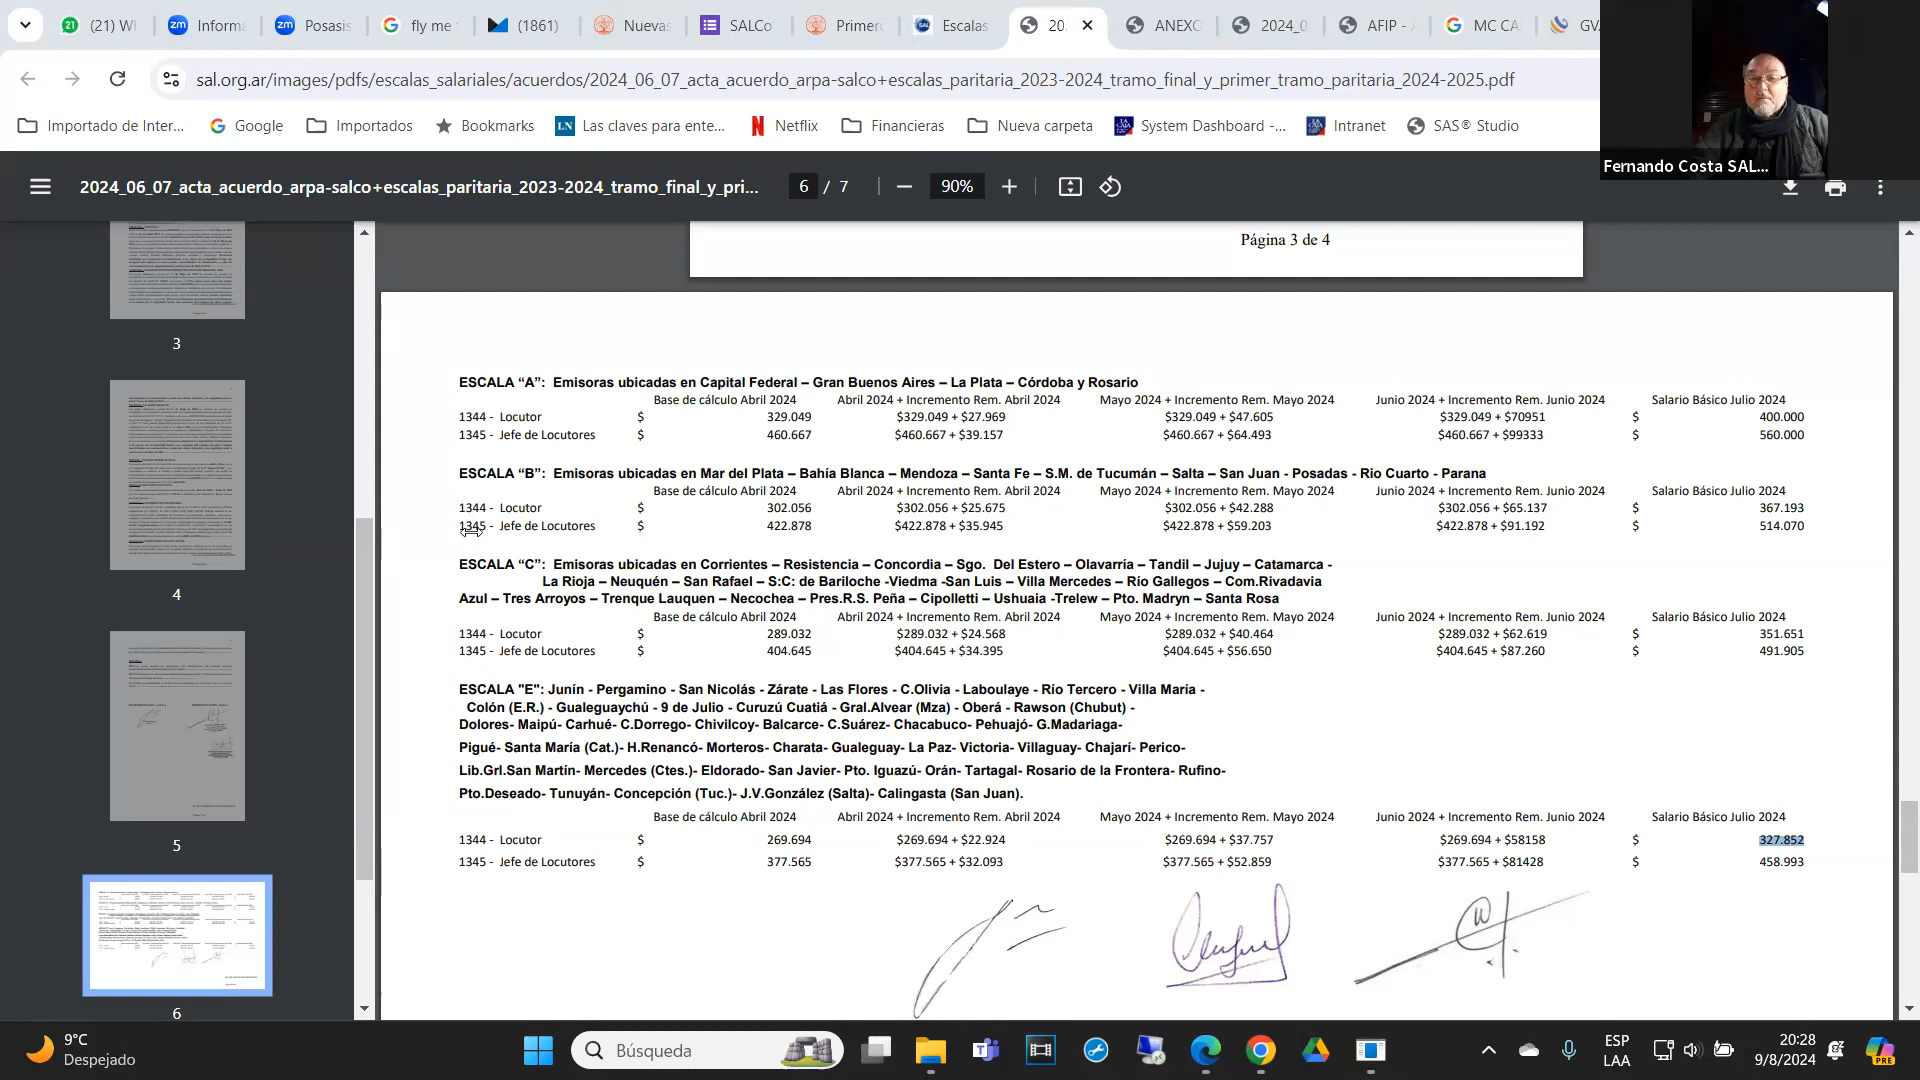 (21) W
Informa
Posasis
fly me
(1861)
Nuevas
SALCo
Primer
Escalas
20
ANEXO
2024_0
AFIP -
MC CA
GV
sal.org.ar/images/pdfs/escalas_salariales/acuerdos/2024_06_07_acta_acuerdo_arpa-salco+escalas_paritaria_2023-2024_tramo_final_y_primer_tramo_paritaria_2024-2025.pdf
Importado de Inter...
Google
Importados
Bookmarks
LN Las claves para ente...
Netflix
Financieras
Nueva carpeta
System Dashboard -...
Intranet
SAS® Studio
Fernando Costa SAL...
2024_06_07_acta_acuerdo_arpa-salco+escalas_paritaria_2023-2024_tramo_final_y_pri...
6 / 7
90%
3
4
5
6
Página 3 de 4
ESCALA “A”: Emisoras ubicadas en Capital Federal – Gran Buenos Aires – La Plata – Córdoba y Rosario
Base de cálculo Abril 2024 Abril 2024 + Incremento Rem. Abril 2024 Mayo 2024 + Incremento Rem. Mayo 2024 Junio 2024 + Incremento Rem. Junio 2024 Salario Básico Julio 2024
1344 - Locutor $ 329.049 $329.049 + $27.969 $329.049 + $47.605 $329.049 + $70951 $ 400.000
1345 - Jefe de Locutores $ 460.667 $460.667 + $39.157 $460.667 + $64.493 $460.667 + $99333 $ 560.000
ESCALA “B”: Emisoras ubicadas en Mar del Plata – Bahía Blanca – Mendoza – Santa Fe – S.M. de Tucumán – Salta – San Juan - Posadas - Rio Cuarto - Parana
Base de cálculo Abril 2024 Abril 2024 + Incremento Rem. Abril 2024 Mayo 2024 + Incremento Rem. Mayo 2024 Junio 2024 + Incremento Rem. Junio 2024 Salario Básico Julio 2024
1344 - Locutor $ 302.056 $302.056 + $25.675 $302.056 + $42.288 $302.056 + $65.137 $ 367.193
1345 - Jefe de Locutores $ 422.878 $422.878 + $35.945 $422.878 + $59.203 $422.878 + $91.192 $ 514.070
ESCALA “C”: Emisoras ubicadas en Corrientes – Resistencia – Concordia – Sgo. Del Estero – Olavarría – Tandil – Jujuy – Catamarca -
La Rioja – Neuquén – San Rafael – S:C: de Bariloche -Viedma -San Luis – Villa Mercedes – Río Gallegos – Com.Rivadavia
Azul – Tres Arroyos – Trenque Lauquen – Necochea – Pres.R.S. Peña – Cipolletti – Ushuaia -Trelew – Pto. Madryn – Santa Rosa
Base de cálculo Abril 2024 Abril 2024 + Incremento Rem. Abril 2024 Mayo 2024 + Incremento Rem. Mayo 2024 Junio 2024 + Incremento Rem. Junio 2024 Salario Básico Julio 2024
1344 - Locutor $ 289.032 $289.032 + $24.568 $289.032 + $40.464 $289.032 + $62.619 $ 351.651
1345 - Jefe de Locutores $ 404.645 $404.645 + $34.395 $404.645 + $56.650 $404.645 + $87.260 $ 491.905
ESCALA "E": Junín - Pergamino - San Nicolás - Zárate - Las Flores - C.Olivia - Laboulaye - Río Tercero - Villa María -
Colón (E.R.) - Gualeguaychú - 9 de Julio - Curuzú Cuatiá - Gral.Alvear (Mza) - Oberá - Rawson (Chubut) -
Dolores- Maipú- Carhué- C.Dorrego- Chivilcoy- Balcarce- C.Suárez- Chacabuco- Pehuajó- G.Madariaga-
Pigué- Santa María (Cat.)- H.Renancó- Morteros- Charata- Gualeguay- La Paz- Victoria- Villaguay- Chajarí- Perico-
Lib.Grl.San Martín- Mercedes (Ctes.)- Eldorado- San Javier- Pto. Iguazú- Orán- Tartagal- Rosario de la Frontera- Rufino-
Pto.Deseado- Tunuyán- Concepción (Tuc.)- J.V.González (Salta)- Calingasta (San Juan).
Base de cálculo Abril 2024 Abril 2024 + Incremento Rem. Abril 2024 Mayo 2024 + Incremento Rem. Mayo 2024 Junio 2024 + Incremento Rem. Junio 2024 Salario Básico Julio 2024
1344 - Locutor $ 269.694 $269.694 + $22.924 $269.694 + $37.757 $269.694 + $58158 $ 327.852
1345 - Jefe de Locutores $ 377.565 $377.565 + $32.093 $377.565 + $52.859 $377.565 + $81428 $ 458.993
9°C
Despejado
Búsqueda
ESP
LAA
20:28
9/8/2024
PRE